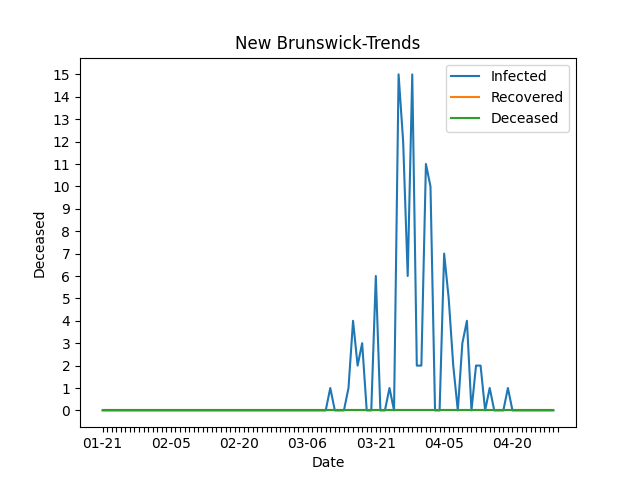 New Brunswick-Trends
Infected
Recovered
Deceased
15
14
13
12
11
10
9
8
7
6
5
4
3
2
1
0
Deceased
01-21 02-05 02-20 03-06 03-21 04-05 04-20
Date